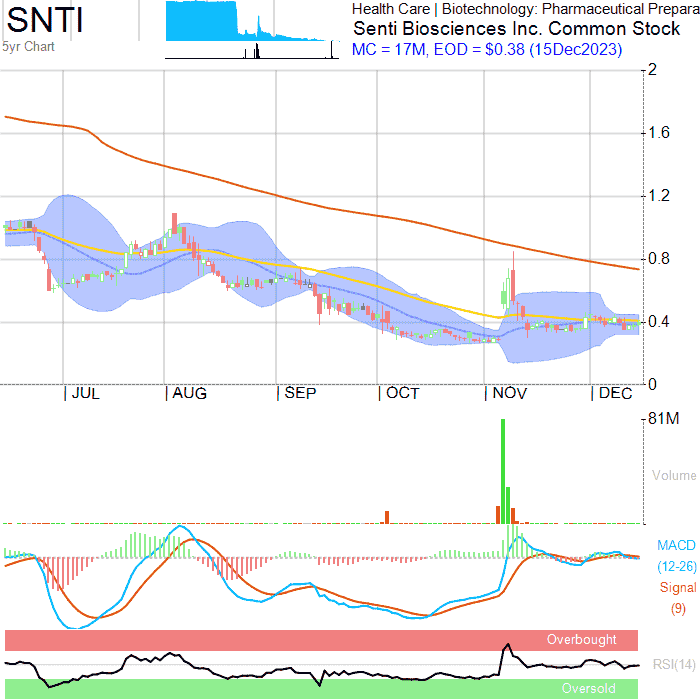 SNTI
5yr Chart
Health Care | Biotechnology: Pharmaceutical Prepara
Senti Biosciences Inc. Common Stock
MC = 17M, EOD = $0.38 (15Dec2023)
2
1.6
1.2
0.8
0.4
0
JUL AUG SEP OCT NOV DEC
81M
Volume
MACD
(12-26)
Signal
(9)
Overbought
RSI(14)
Oversold